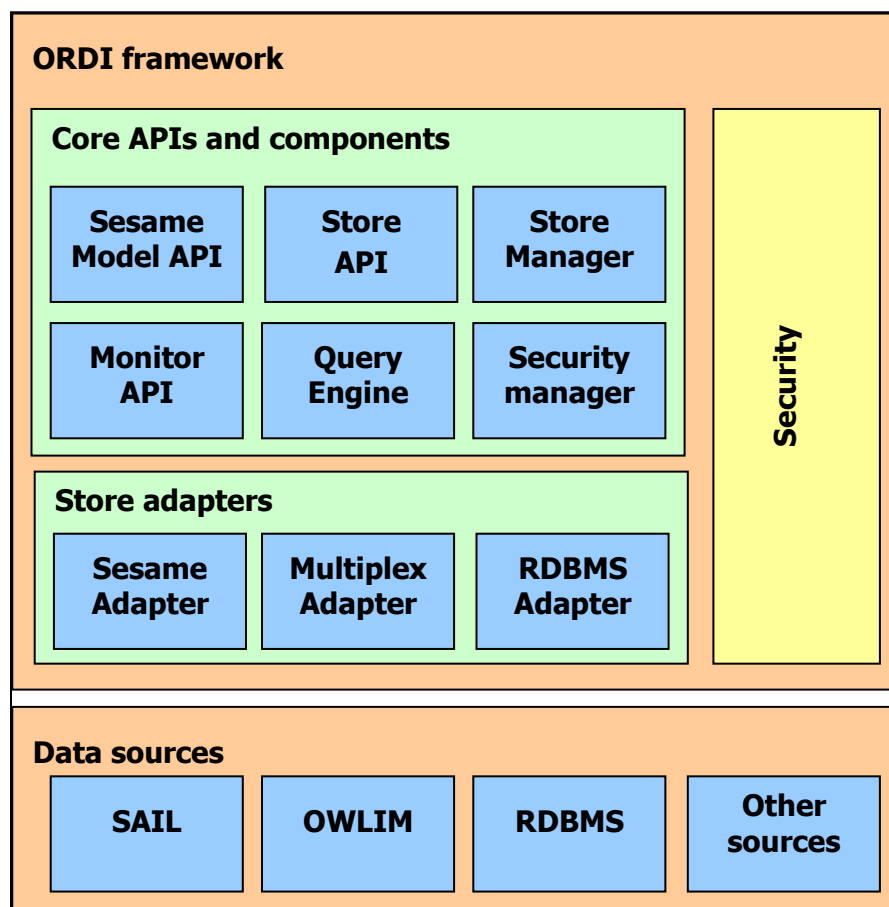 ORDI framework
Core APIs and components
Sesame
Model API
Store
API
Store
Manager
Monitor
API
Query
Engine
Security
manager
Security
Store adapters
Sesame
Adapter
Multiplex
Adapter
RDBMS
Adapter
Data sources
SAIL
OWLIM
RDBMS
Other
sources